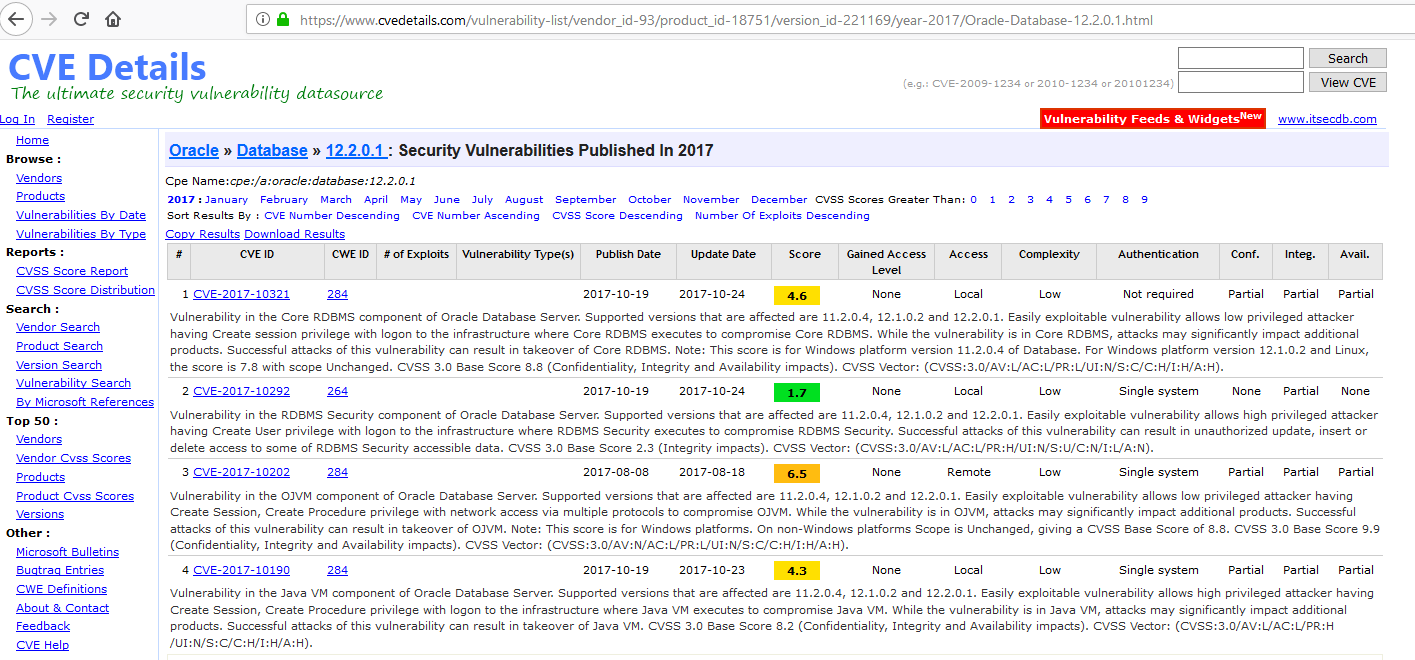 https://www.cvedetails.com/vulnerability-list/vendor_id-93/product_id-18751/version_id-221169/year-2017/Oracle-Database-12.2.0.1.html
CVE Details
The ultimate security vulnerability datasource
Search
(e.g.: CVE-2009-1234 or 2010-1234 or 20101234) View CVE
Log In Register
Vulnerability Feeds & WidgetsNew www.itsecdb.com
Home
Browse :
Vendors
Products
Vulnerabilities By Date
Vulnerabilities By Type
Reports :
CVSS Score Report
CVSS Score Distribution
Search :
Vendor Search
Product Search
Version Search
Vulnerability Search
By Microsoft References
Top 50 :
Vendors
Vendor Cvss Scores
Products
Product Cvss Scores
Versions
Other :
Microsoft Bulletins
Bugtraq Entries
CWE Definitions
About & Contact
Feedback
CVE Help
Oracle » Database » 12.2.0.1 : Security Vulnerabilities Published In 2017
Cpe Name:cpe:/a:oracle:database:12.2.0.1
2017 : January February March April May June July August September October November December CVSS Scores Greater Than: 0 1 2 3 4 5 6 7 8 9
Sort Results By : CVE Number Descending CVE Number Ascending CVSS Score Descending Number Of Exploits Descending
Copy Results Download Results
# CVE ID CWE ID # of Exploits Vulnerability Type(s) Publish Date Update Date Score Gained Access Level Access Complexity Authentication Conf. Integ. Avail.
1 CVE-2017-10321 284 2017-10-19 2017-10-24 4.6 None Local Low Not required Partial Partial Partial
Vulnerability in the Core RDBMS component of Oracle Database Server. Supported versions that are affected are 11.2.0.4, 12.1.0.2 and 12.2.0.1. Easily exploitable vulnerability allows low privileged attacker
having Create session privilege with logon to the infrastructure where Core RDBMS executes to compromise Core RDBMS. While the vulnerability is in Core RDBMS, attacks may significantly impact additional
products. Successful attacks of this vulnerability can result in takeover of Core RDBMS. Note: This score is for Windows platform version 11.2.0.4 of Database. For Windows platform version 12.1.0.2 and Linux,
the score is 7.8 with scope Unchanged. CVSS 3.0 Base Score 8.8 (Confidentiality, Integrity and Availability impacts). CVSS Vector: (CVSS:3.0/AV:L/AC:L/PR:L/UI:N/S:C/C:H/I:H/A:H).
2 CVE-2017-10292 264 2017-10-19 2017-10-24 1.7 None Local Low Single system None Partial None
Vulnerability in the RDBMS Security component of Oracle Database Server. Supported versions that are affected are 11.2.0.4, 12.1.0.2 and 12.2.0.1. Easily exploitable vulnerability allows high privileged attacker
having Create User privilege with logon to the infrastructure where RDBMS Security executes to compromise RDBMS Security. Successful attacks of this vulnerability can result in unauthorized update, insert or
delete access to some of RDBMS Security accessible data. CVSS 3.0 Base Score 2.3 (Integrity impacts). CVSS Vector: (CVSS:3.0/AV:L/AC:L/PR:H/UI:N/S:U/C:N/I:L/A:N).
3 CVE-2017-10202 284 2017-08-08 2017-08-18 6.5 None Remote Low Single system Partial Partial Partial
Vulnerability in the OJVM component of Oracle Database Server. Supported versions that are affected are 11.2.0.4, 12.1.0.2 and 12.2.0.1. Easily exploitable vulnerability allows low privileged attacker having
Create Session, Create Procedure privilege with network access via multiple protocols to compromise OJVM. While the vulnerability is in OJVM, attacks may significantly impact additional products. Successful
attacks of this vulnerability can result in takeover of OJVM. Note: This score is for Windows platforms. On non-Windows platforms Scope is Unchanged, giving a CVSS Base Score of 8.8. CVSS 3.0 Base Score 9.9
(Confidentiality, Integrity and Availability impacts). CVSS Vector: (CVSS:3.0/AV:N/AC:L/PR:L/UI:N/S:C/C:H/I:H/A:H).
4 CVE-2017-10190 284 2017-10-19 2017-10-23 4.3 None Local Low Single system Partial Partial Partial
Vulnerability in the Java VM component of Oracle Database Server. Supported versions that are affected are 11.2.0.4, 12.1.0.2 and 12.2.0.1. Easily exploitable vulnerability allows high privileged attacker having
Create Session, Create Procedure privilege with logon to the infrastructure where Java VM executes to compromise Java VM. While the vulnerability is in Java VM, attacks may significantly impact additional
products. Successful attacks of this vulnerability can result in takeover of Java VM. CVSS 3.0 Base Score 8.2 (Confidentiality, Integrity and Availability impacts). CVSS Vector: (CVSS:3.0/AV:L/AC:L/PR:H
/UI:N/S:C/C:H/I:H/A:H).